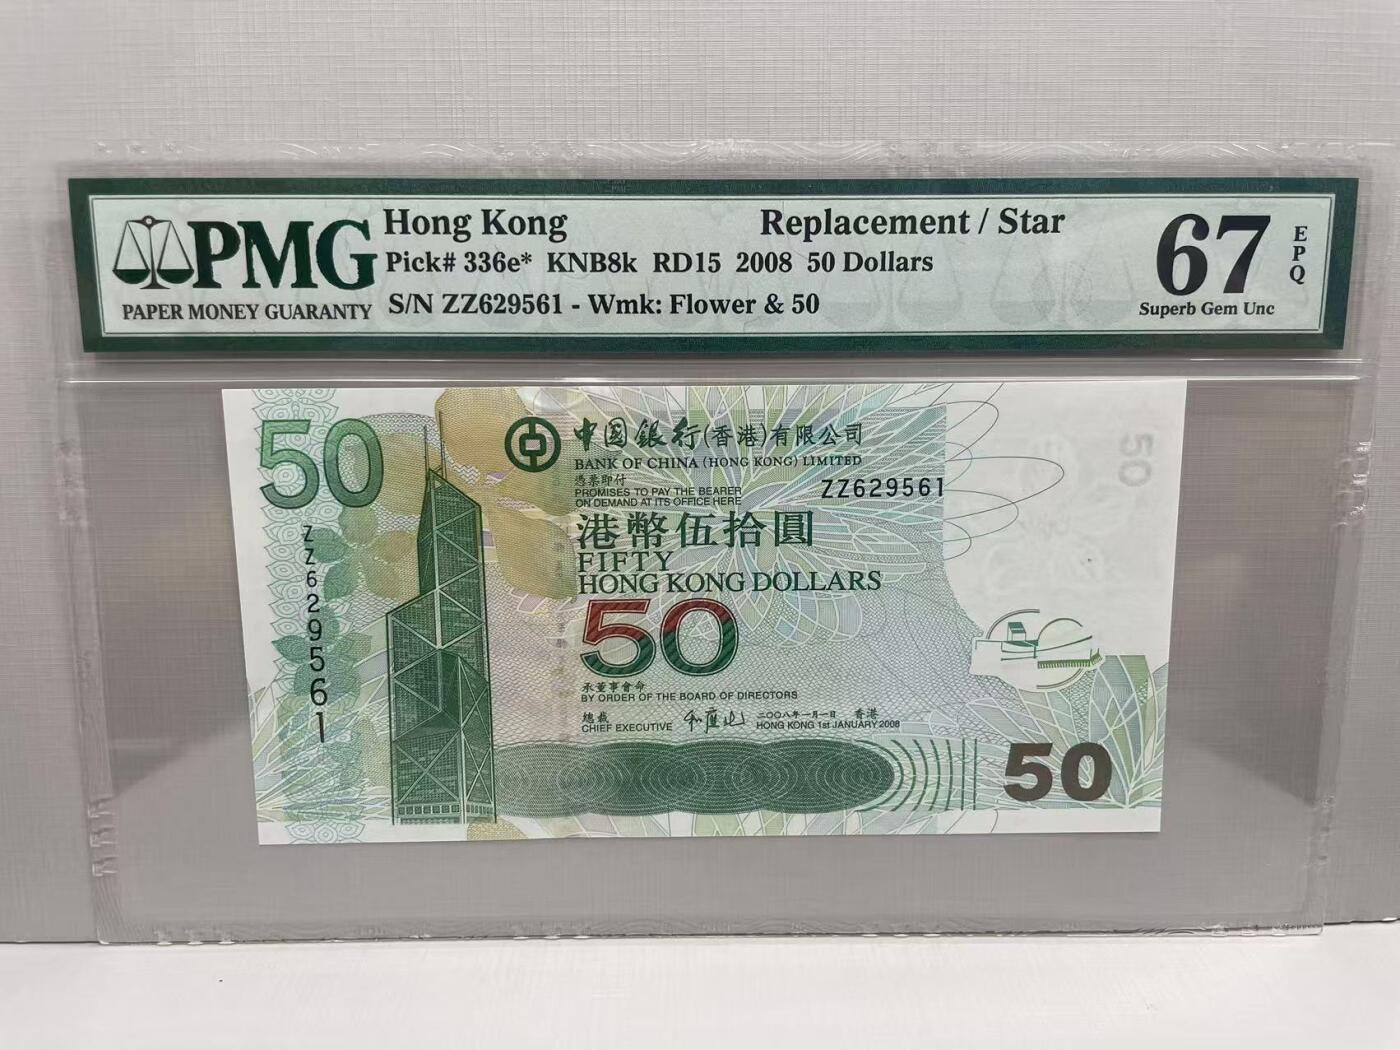 PMG
PAPER MONEY GUARANTY
Hong Kong Replacement / Star
Pick# 336e* KNB8k RD15 2008 50 Dollars
S/N ZZ629561 - Wmk: Flower & 50
67
EPQ
Superb Gem Unc
50
中國銀行(香港)有限公司
BANK OF CHINA (HONG KONG) LIMITED
憑票即付
PROMISES TO PAY THE BEARER
ON DEMAND AT ITS OFFICE HERE
ZZ629561
港幣伍拾圓
FIFTY
HONG KONG DOLLARS
50
ZZ629561
承董事會命
BY ORDER OF THE BOARD OF DIRECTORS
總裁
CHIEF EXECUTIVE
二〇〇八年一月一日 香港
HONG KONG 1st JANUARY 2008
50
50